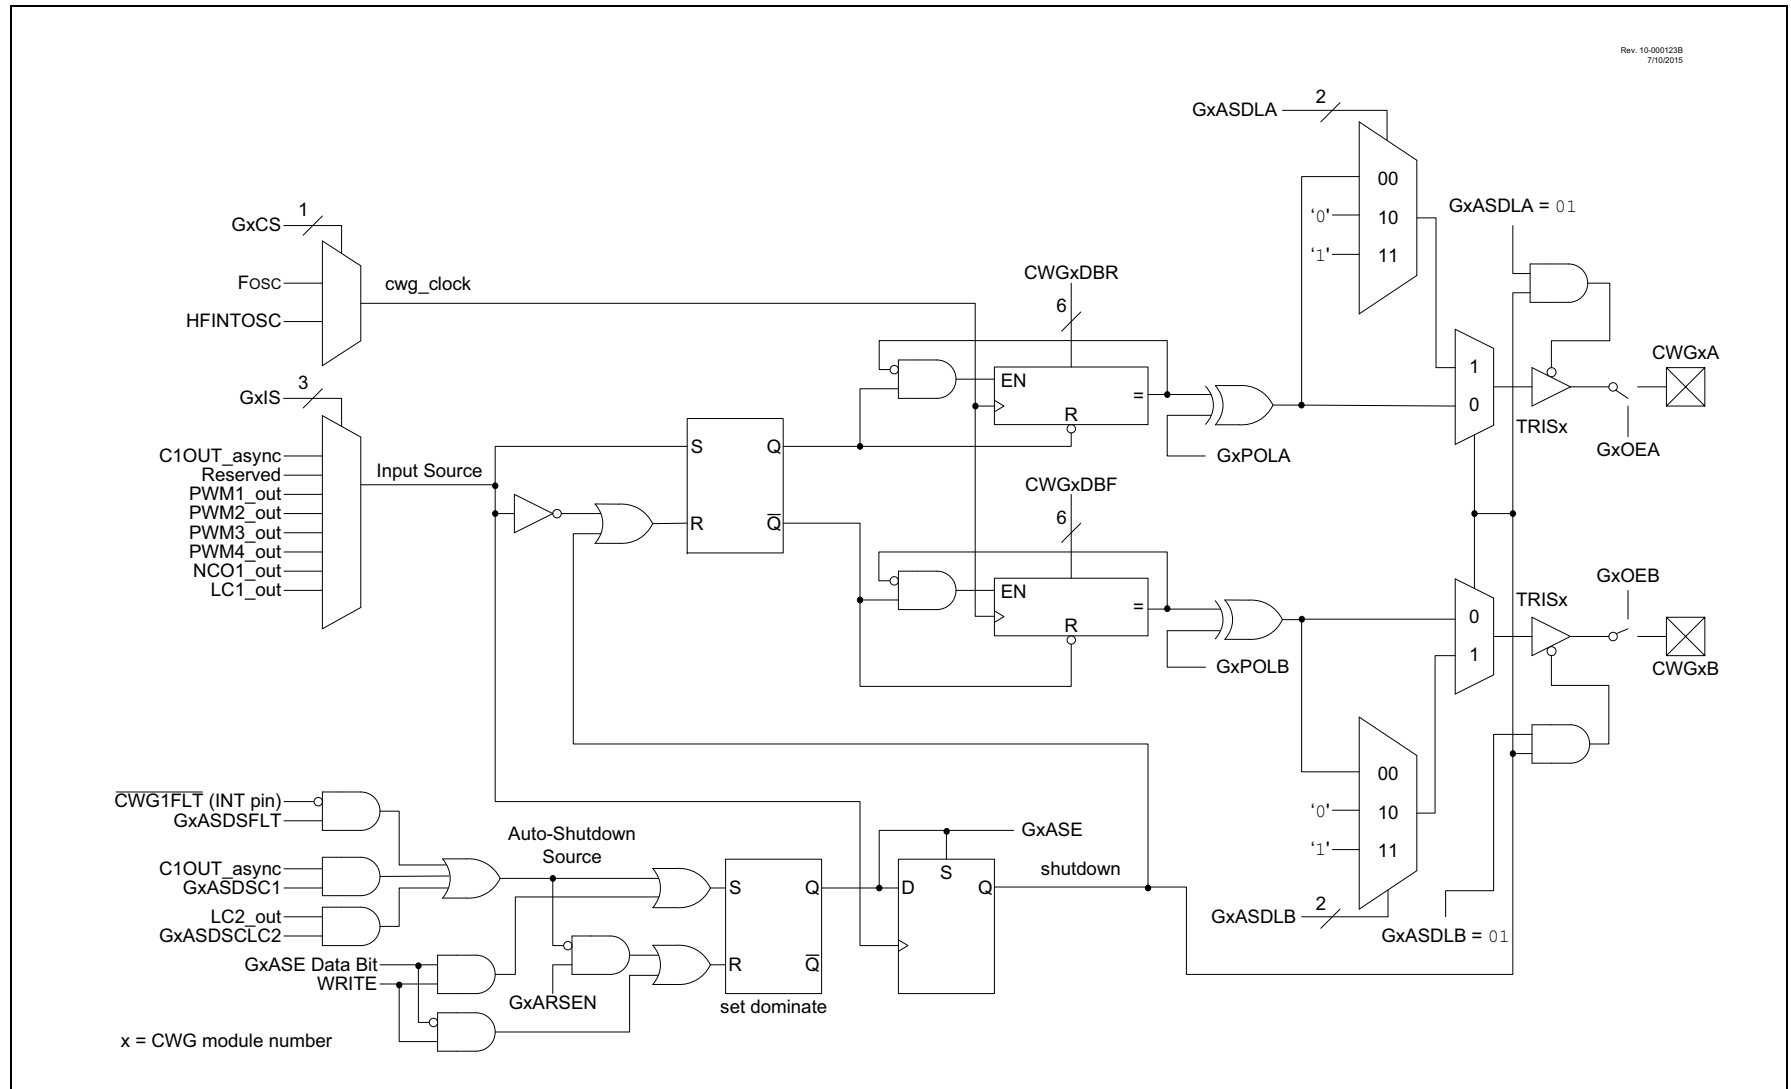 Rev. 10-000123B
7/10/2015
GxASDLA
2
00
'0'
10
'1'
11
GxASDLA = 01
GxCS
1
FOSC
HFINTOSC
cwg_clock
GxIS
3
C1OUT_async
Reserved
PWM1_out
PWM2_out
PWM3_out
PWM4_out
NCO1_out
LC1_out
Input Source
S
Q
R
Q
CWGxDBR
6
EN
=
R
GxPOLA
1
0
TRISx
CWGxA
GxOEA
CWGxDBF
6
EN
=
R
GxPOLB
0
1
TRISx
GxOEB
CWGxB
00
'0'
10
'1'
11
GxASDLB
2
GxASDLB = 01
CWG1FLT (INT pin)
GxASDSFLT
C1OUT_async
GxASDSC1
LC2_out
GxASDSCLC2
GxASE Data Bit
WRITE
Auto-Shutdown
Source
GxARSEN
S
Q
R
Q
set dominate
GxASE
S
D
Q
shutdown
x = CWG module number